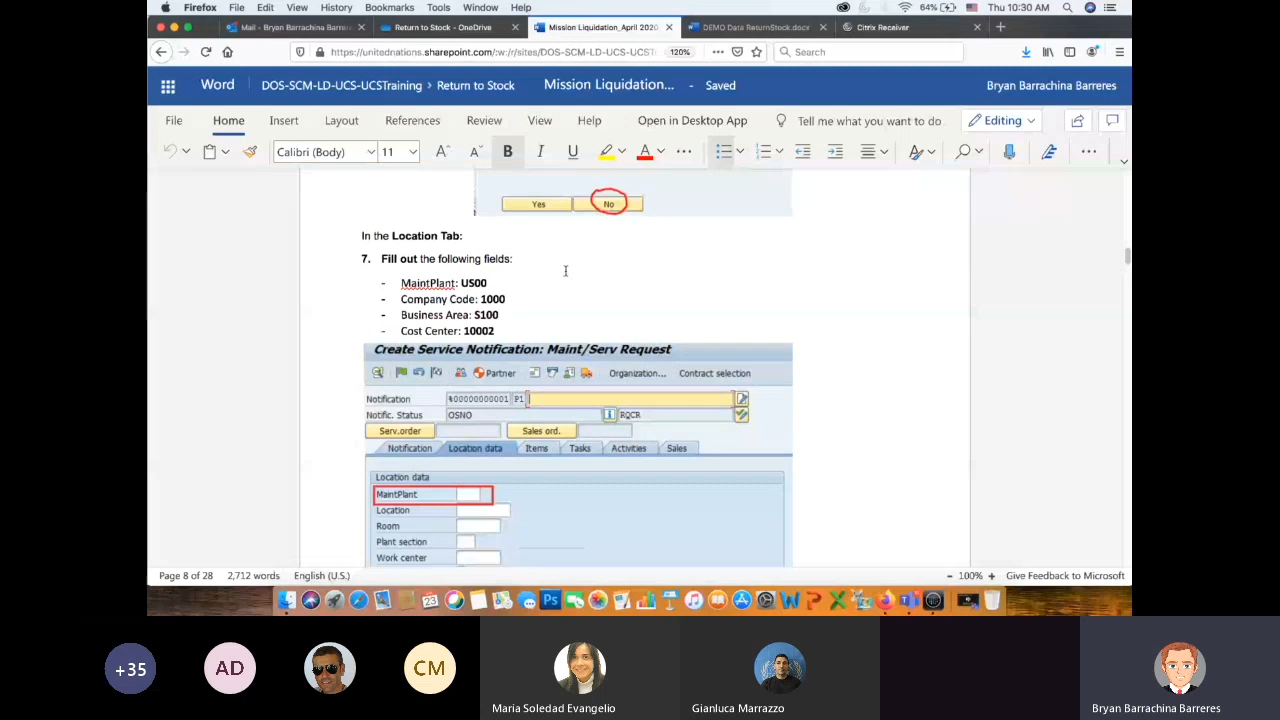 Firefox File Edit View History Bookmarks Tools Window Help 64% Thu 10:30 AM
Mail - Bryan Barrachina Barrer Return to Stock - OneDrive Mission Liquidation_April 2020 DEMO Data ReturnStock.docx Citrix Receiver
https://unitednations.sharepoint.com/:w:/r/sites/DOS-SCM-LD-UCS-UCST 120% Search
Word DOS-SCM-LD-UCS-UCSTraining > Return to Stock Mission Liquidation... - Saved Bryan Barrachina Barreres
File Home Insert Layout References Review View Help Open in Desktop App Tell me what you want to do Editing
Calibri (Body) 11 B I U A
Yes No
In the Location Tab:
7. Fill out the following fields:
- MaintPlant: US00
- Company Code: 1000
- Business Area: S100
- Cost Center: 10002
Create Service Notification: Maint/Serv Request
Partner Organization... Contract selection
Notification %00000000001 P1
Notific. Status OSNO RQCR
Serv.order Sales ord.
Notification Location data Items Tasks Activities Sales
Location data
MaintPlant
Location
Room
Plant section
Work center
Page 8 of 28 2,712 words English (U.S.) - 100% + Give Feedback to Microsoft
+35 AD CM
Maria Soledad Evangelio Gianluca Marrazzo Bryan Barrachina Barreres